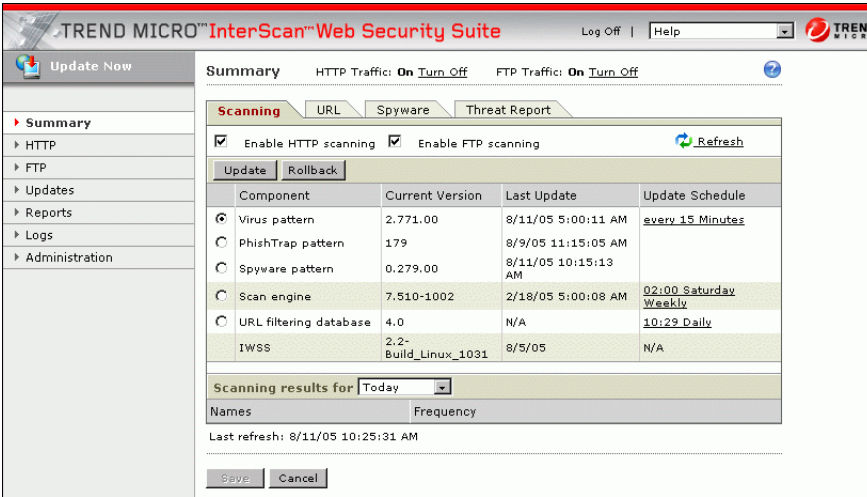 TREND MICRO™ InterScan™ Web Security Suite
Log Off | Help
TREN
Update Now
Summary
HTTP
FTP
Updates
Reports
Logs
Administration
Summary HTTP Traffic: On Turn Off FTP Traffic: On Turn Off
Scanning URL Spyware Threat Report
Enable HTTP scanning Enable FTP scanning Refresh
Update Rollback
Component Current Version Last Update Update Schedule
Virus pattern 2.771.00 8/11/05 5:00:11 AM every 15 Minutes
PhishTrap pattern 179 8/9/05 11:15:05 AM
Spyware pattern 0.279.00 8/11/05 10:15:13
AM
Scan engine 7.510-1002 2/18/05 5:00:08 AM 02:00 Saturday
Weekly
URL filtering database 4.0 N/A 10:29 Daily
IWSS 2.2-
Build_Linux_1031 8/5/05 N/A
Scanning results for Today
Names Frequency
Last refresh: 8/11/05 10:25:31 AM
Save Cancel